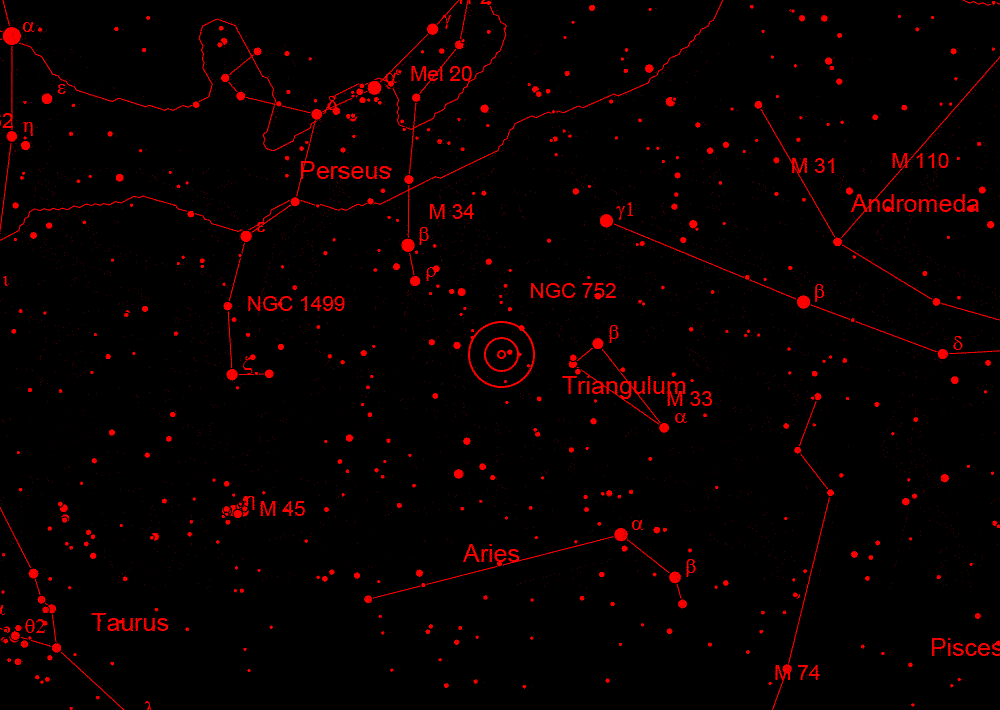 α
γ
ε
Mel 20
δ
η
M 31
M 110
Perseus
Andromeda
M 34
γ1
ε
β
ρ
ι
NGC 752
β
NGC 1499
β
δ
ζ
Triangulum
M 33
α
η
M 45
α
Aries
β
Taurus
θ2
Pisces
M 74
λ